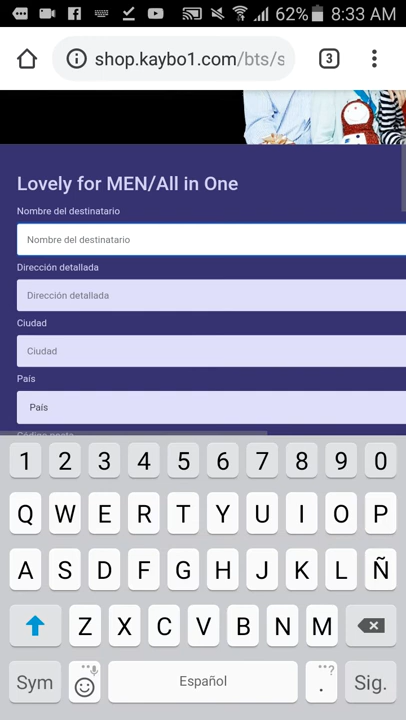 62% 8:33 AM
shop.kaybo1.com/bts/s
3
Lovely for MEN/All in One
Nombre del destinatario
Nombre del destinatario
Dirección detallada
Dirección detallada
Ciudad
Ciudad
País
País
1 2 3 4 5 6 7 8 9 0
Q W E R T Y U I O P
A S D F G H J K L Ñ
Z X C V B N M
Sym Español . ? Sig.